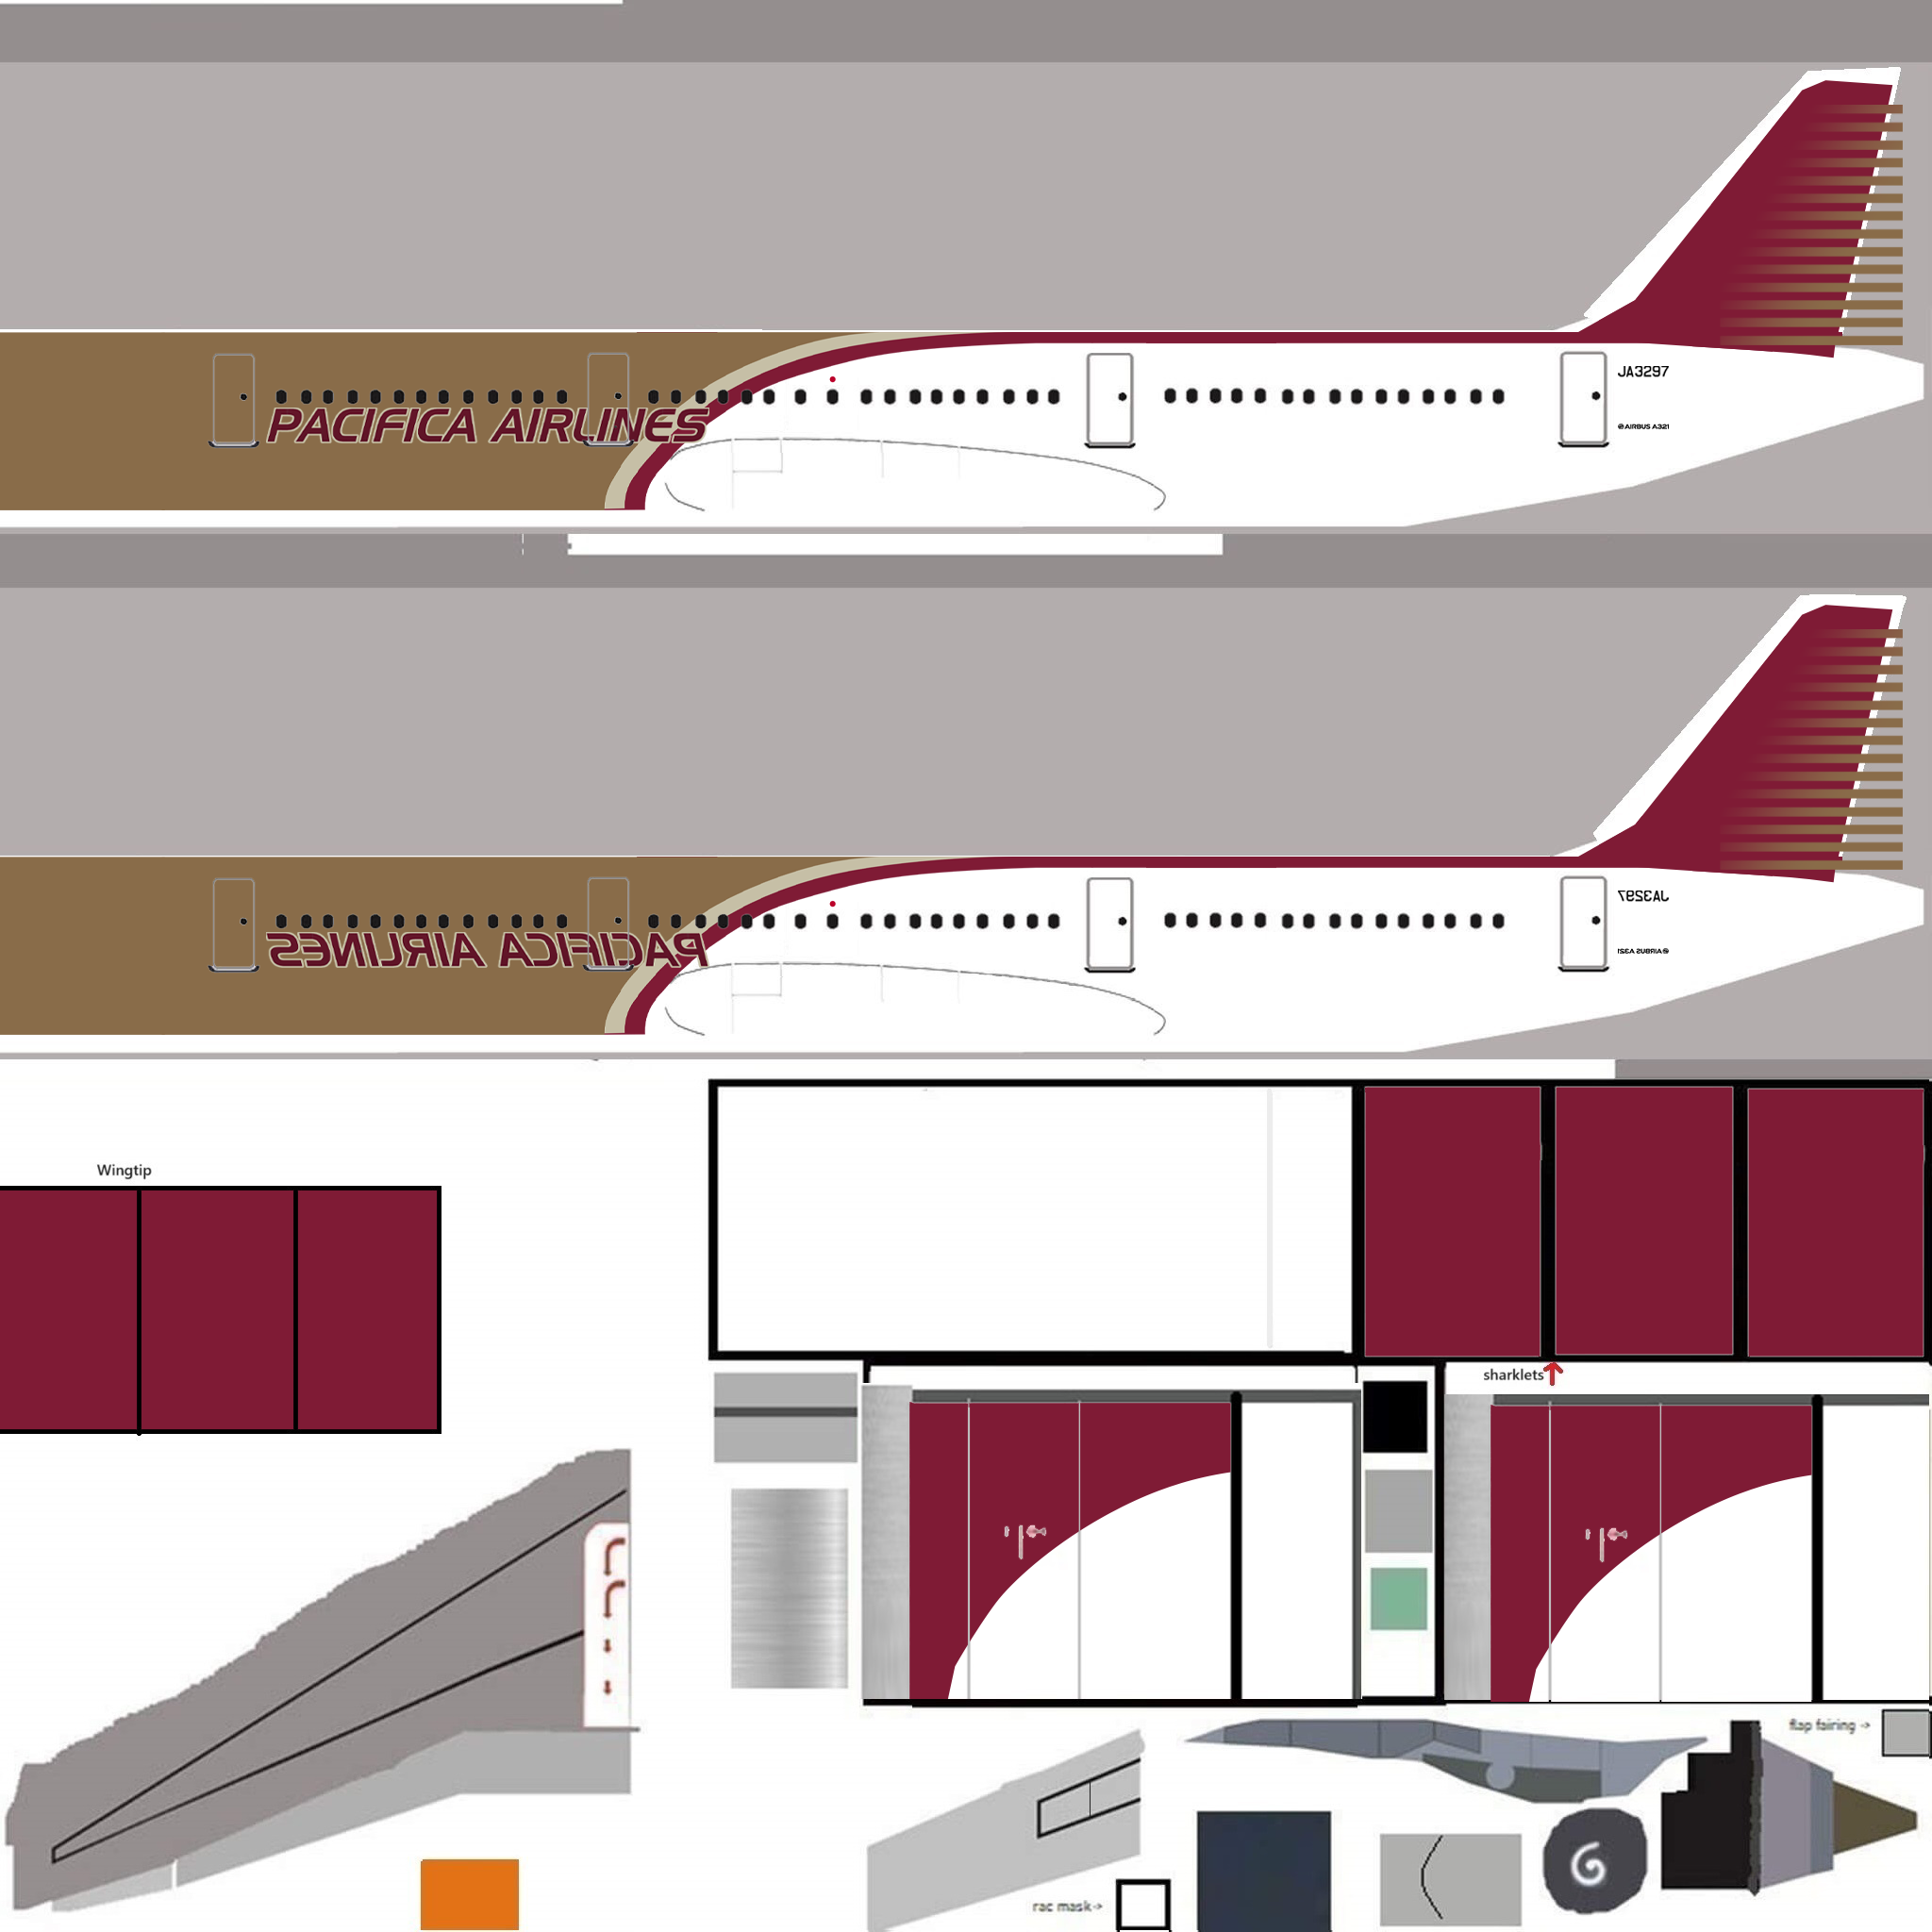 JA3297
PACIFICA AIRLINES
@AIRBUS A321
JA3297
PACIFICA AIRLINES
@AIRBUS A321
Wingtip
sharklets
flap fairing ->
rac mask->